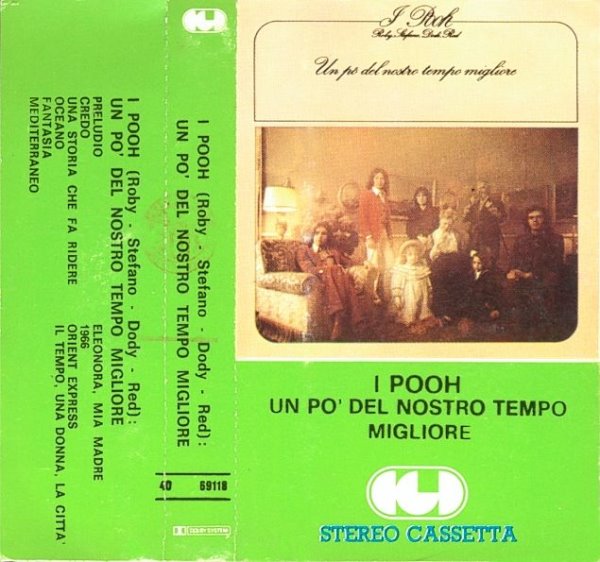 I POOH (Roby - Stefano - Dody - Red):
UN PO' DEL NOSTRO TEMPO MIGLIORE
PRELUDIO
CREDO
UNA STORIA CHE FA RIDERE
OCEANO
FANTASIA
MEDITERRANEO
ELEONORA, MIA MADRE
1966
ORIENT EXPRESS
IL TEMPO, UNA DONNA, LA CITTA'
I POOH (Roby - Stefano - Dody - Red):
UN PO' DEL NOSTRO TEMPO MIGLIORE
40 69118
DOLBY SYSTEM
I Pooh
Roby, Stefano, Dody, Red
Un pò del nostro tempo migliore
I POOH
UN PO' DEL NOSTRO TEMPO
MIGLIORE
STEREO CASSETTA